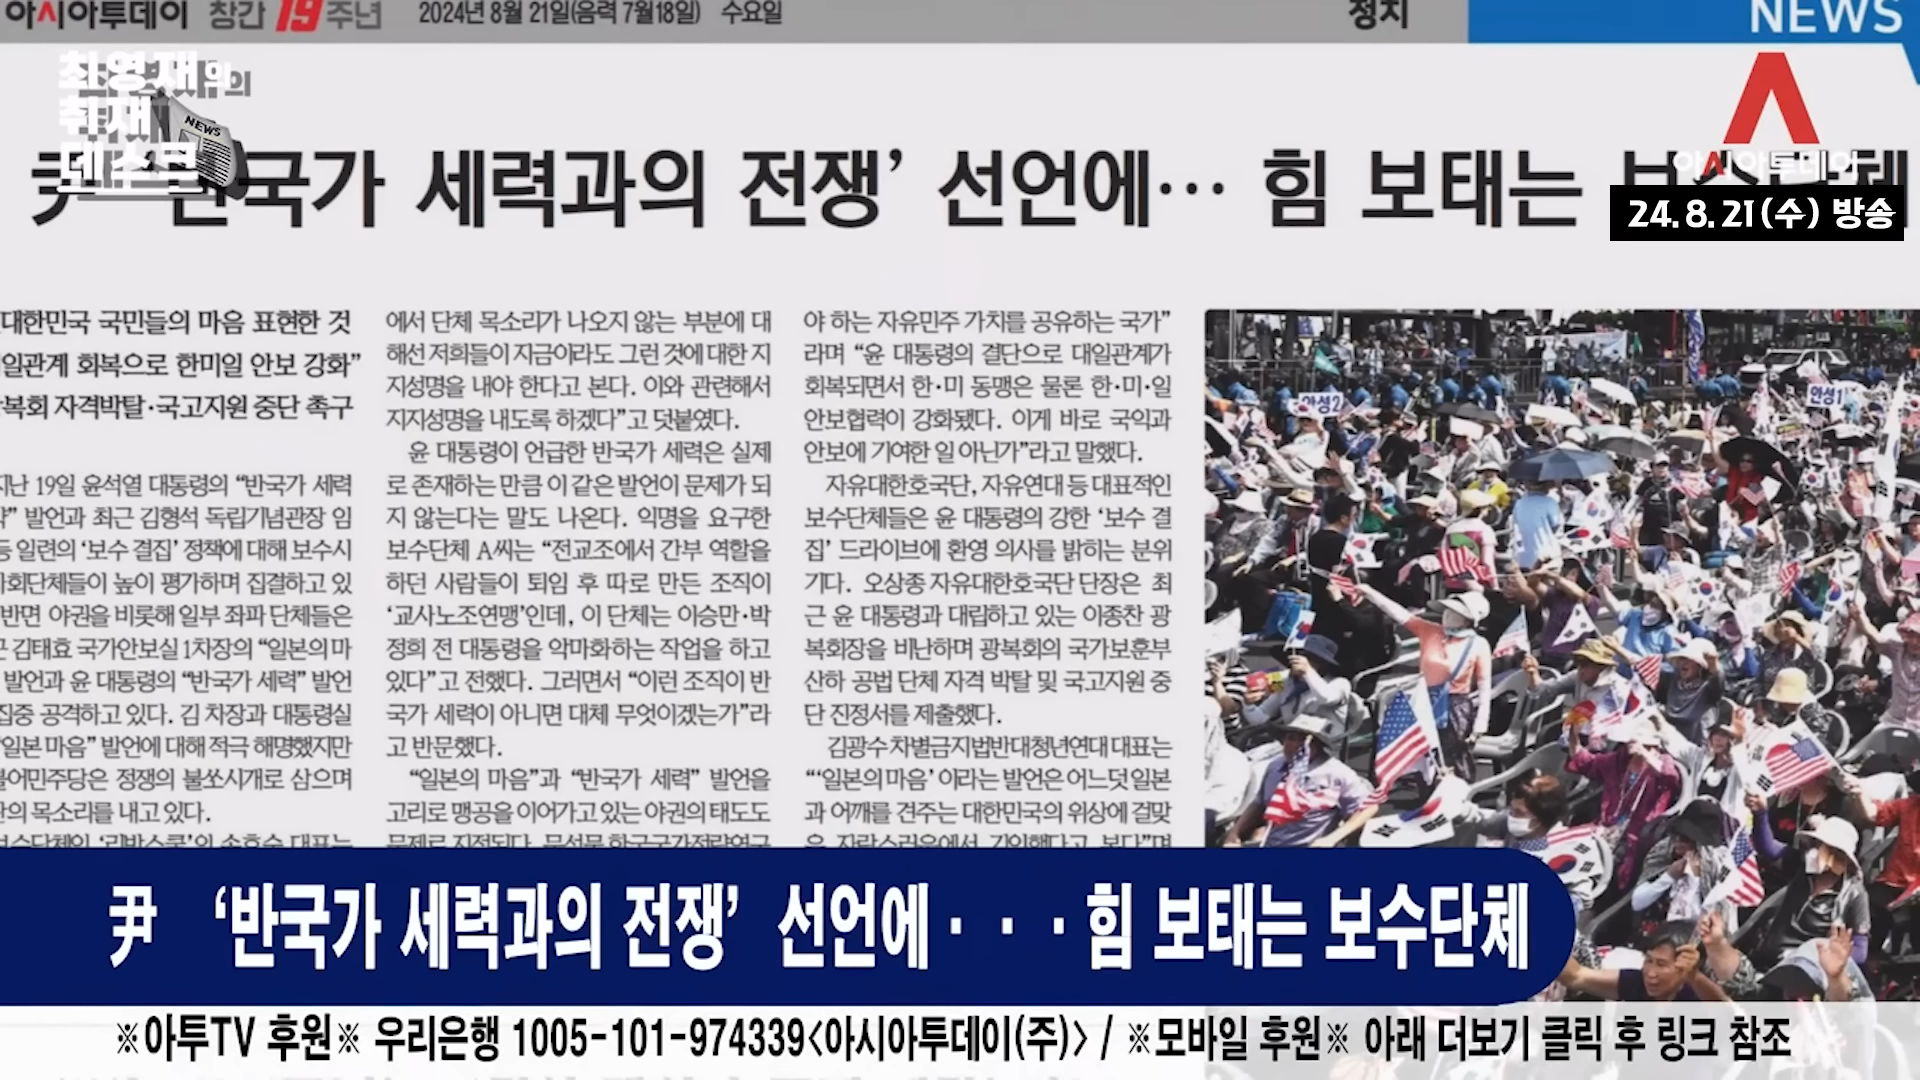 아시아투데이 창간 19주년 2024년 8월 21일(음력 7월18일) 수요일
정치
NEWS
최영재의
취재
데스크
NEWS
아시아투데이
24. 8. 21(수) 방송
尹 국가 세력과의 전쟁’ 선언에… 힘 보태는
대한민국 국민들의 마음 표현한 것
일관계 회복으로 한미일 안보 강화”
복회 자격박탈·국고지원 중단 촉구
지난 19일 윤석열 대통령의 “반국가 세력
” 발언과 최근 김형석 독립기념관장 임
등 일련의 ‘보수 결집’ 정책에 대해 보수시
회단체들이 높이 평가하며 집결하고 있
반면 야권을 비롯해 일부 좌파 단체들은
김태효 국가안보실 1차장의 “일본의 마
발언과 윤 대통령의 “반국가 세력” 발언
집중 공격하고 있다. 김 차장과 대통령실
“일본 마음” 발언에 대해 적극 해명했지만
불어민주당은 정쟁의 불쏘시개로 삼으며
의 목소리를 내고 있다.
에서 단체 목소리가 나오지 않는 부분에 대
해선 저희들이 지금이라도 그런 것에 대한 지
지성명을 내야 한다고 본다. 이와 관련해서
지지성명을 내도록 하겠다”고 덧붙였다.
윤 대통령이 언급한 반국가 세력은 실제
로 존재하는 만큼 이 같은 발언이 문제가 되
지 않는다는 말도 나온다. 익명을 요구한
보수단체 A씨는 “전교조에서 간부 역할을
하던 사람들이 퇴임 후 따로 만든 조직이
‘교사노조연맹’인데, 이 단체는 이승만·박
정희 전 대통령을 악마화하는 작업을 하고
있다”고 전했다. 그러면서 “이런 조직이 반
국가 세력이 아니면 대체 무엇이겠는가”라
고 반문했다.
“일본의 마음”과 “반국가 세력” 발언을
고리로 맹공을 이어가고 있는 야권의 태도도
야 하는 자유민주 가치를 공유하는 국가”
라며 “윤 대통령의 결단으로 대일관계가
회복되면서 한·미 동맹은 물론 한·미·일
안보협력이 강화됐다. 이게 바로 국익과
안보에 기여한 일 아닌가”라고 말했다.
자유대한호국단, 자유연대 등 대표적인
보수단체들은 윤 대통령의 강한 ‘보수 결
집’ 드라이브에 환영 의사를 밝히는 분위
기다. 오상종 자유대한호국단 단장은 최
근 윤 대통령과 대립하고 있는 이종찬 광
복회장을 비난하며 광복회의 국가보훈부
산하 공법 단체 자격 박탈 및 국고지원 중
단 진정서를 제출했다.
김광수 차별금지법반대청년연대 대표는
“‘일본의 마음’ 이라는 발언은 어느덧 일본
과 어깨를 견주는 대한민국의 위상에 걸맞
안성2
안성1
尹 ‘반국가 세력과의 전쟁’ 선언에 · · · 힘 보태는 보수단체
※아투TV 후원※ 우리은행 1005-101-974339<아시아투데이(주)> / ※모바일 후원※ 아래 더보기 클릭 후 링크 참조